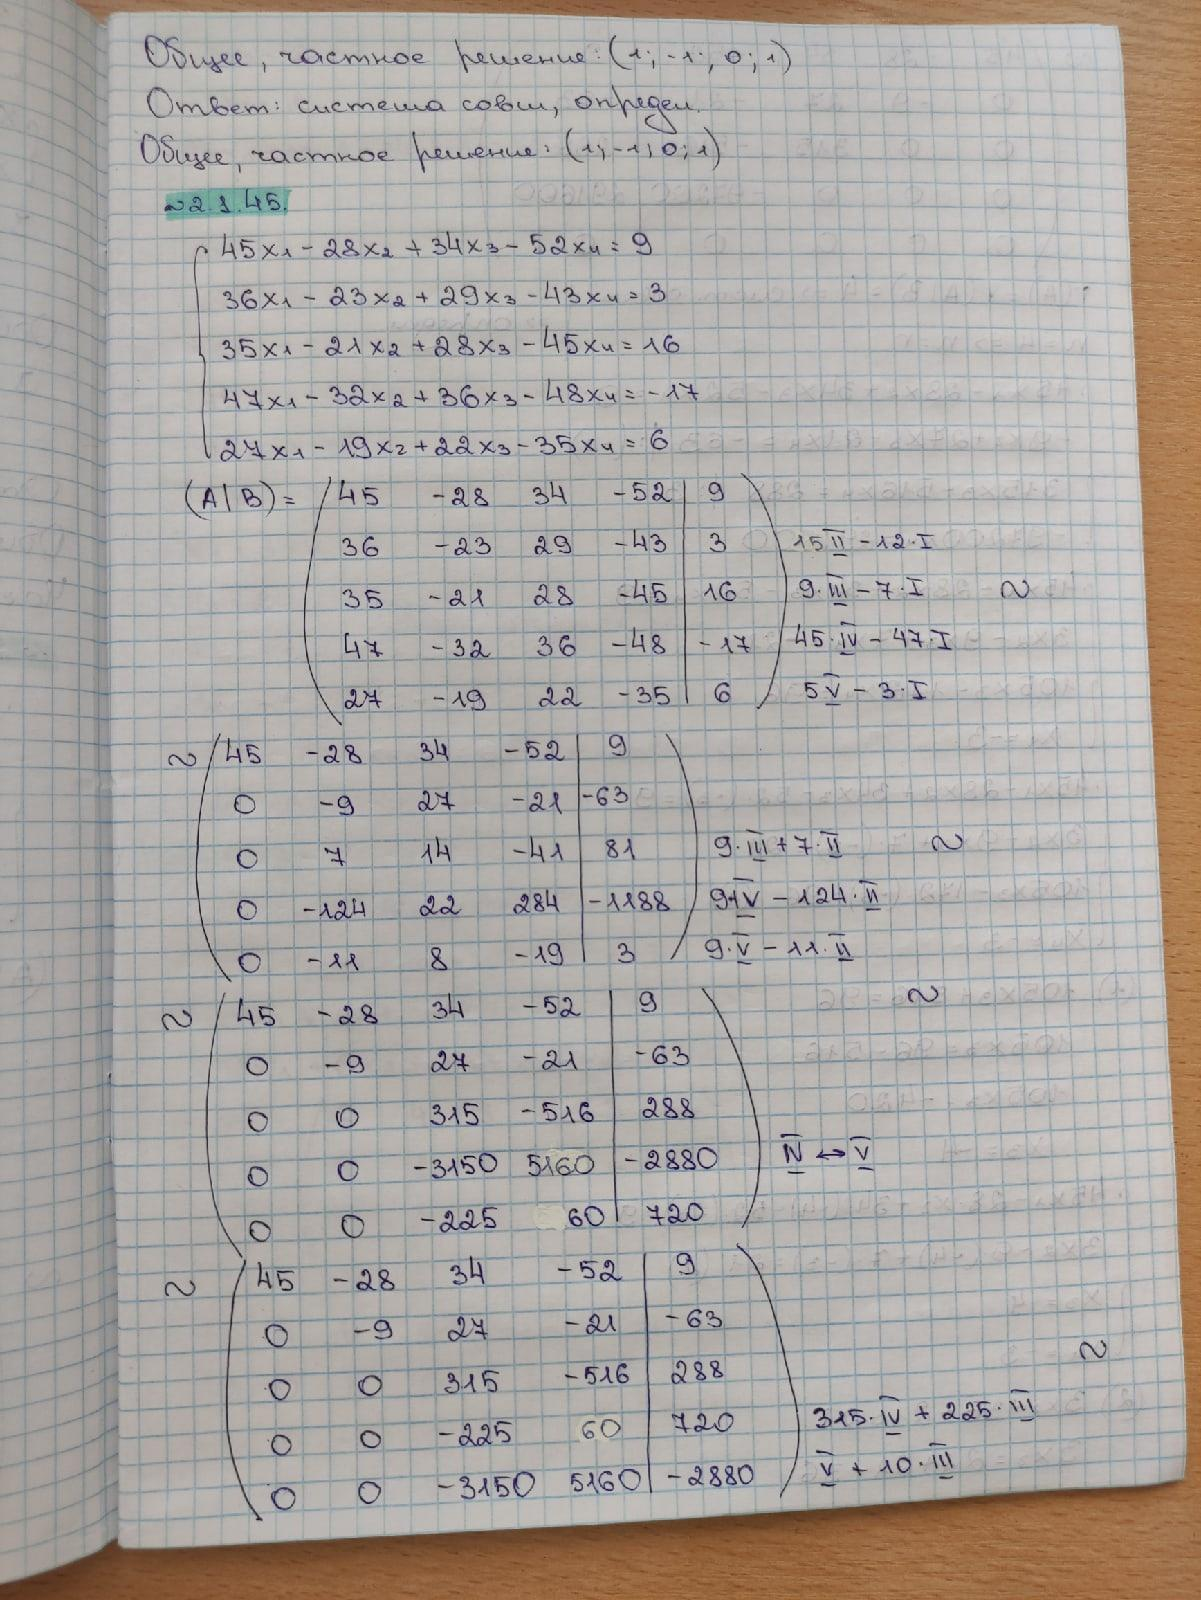 Общее, частное решение: (1; -1; 0; 1)
Ответ: система совм, определ.
Общее, частное решение: (1; -1; 0; 1)
~2.1.45.
45x₁ - 28x₂ + 34x₃ - 52x₄ = 9
36x₁ - 23x₂ + 29x₃ - 43x₄ = 3
35x₁ - 21x₂ + 28x₃ - 45x₄ = 16
47x₁ - 32x₂ + 36x₃ - 48x₄ = -17
27x₁ - 19x₂ + 22x₃ - 35x₄ = 6
(A|B) = ( 45 -28 34 -52 | 9
36 -23 29 -43 | 3 15·II - 12·I
35 -21 28 -45 | 16 9·III - 7·I ~
47 -32 36 -48 | -17 45·IV - 47·I
27 -19 22 -35 | 6 ) 5V - 3·I
~ ( 45 -28 34 -52 | 9
0 -9 27 -21 | -63
0 7 14 -41 | 81 9·III + 7·II ~
0 -124 22 284 | -1188 9·IV - 124·II
0 -11 8 -19 | 3 ) 9·V - 11·II
~ ( 45 -28 34 -52 | 9 ~
0 -9 27 -21 | -63
0 0 315 -516 | 288
0 0 -3150 5160 | -2880 IV ↔ V
0 0 -225 60 | 720 )
~ ( 45 -28 34 -52 | 9
0 -9 27 -21 | -63
0 0 315 -516 | 288 ~
0 0 -225 60 | 720 315·IV + 225·III
0 0 -3150 5160 | -2880 ) V + 10·III